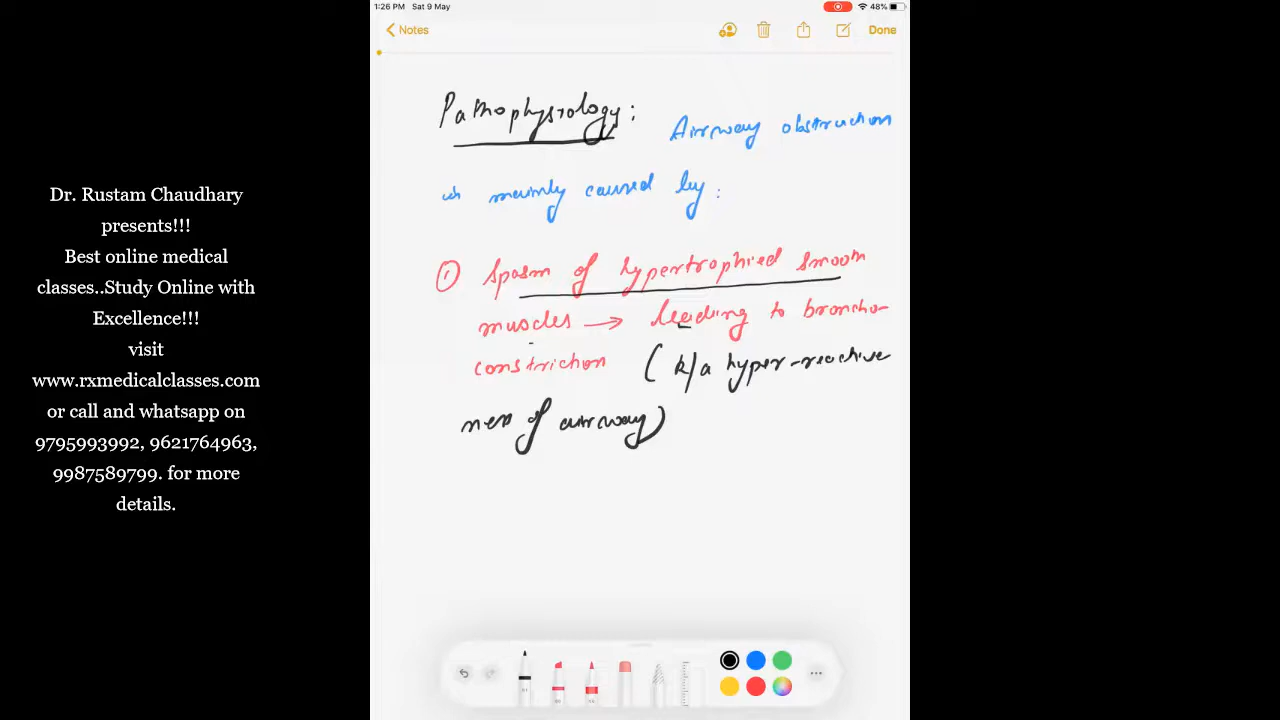 1:26 PM Sat 9 May
48%
Notes
Done
Dr. Rustam Chaudhary
presents!!!
Best online medical
classes..Study Online with
Excellence!!!
visit
www.rxmedicalclasses.com
or call and whatsapp on
9795993992, 9621764963,
9987589799. for more
details.
Pathophysiology: Airway obstruction
is mainly caused by:
① Spasm of hypertrophied smooth
muscles → leading to broncho-
constriction (k/a hyper-reactive
ness of airway)